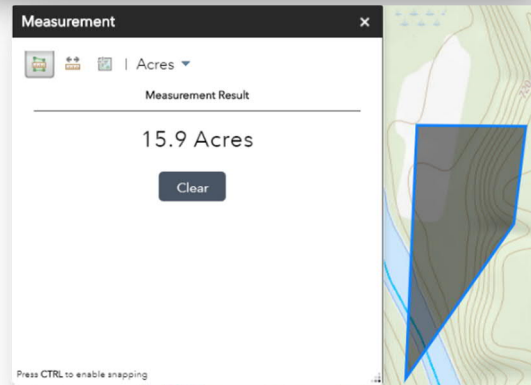 Measurement ×
| Acres
Measurement Result
15.9 Acres
Clear
Press CTRL to enable snapping